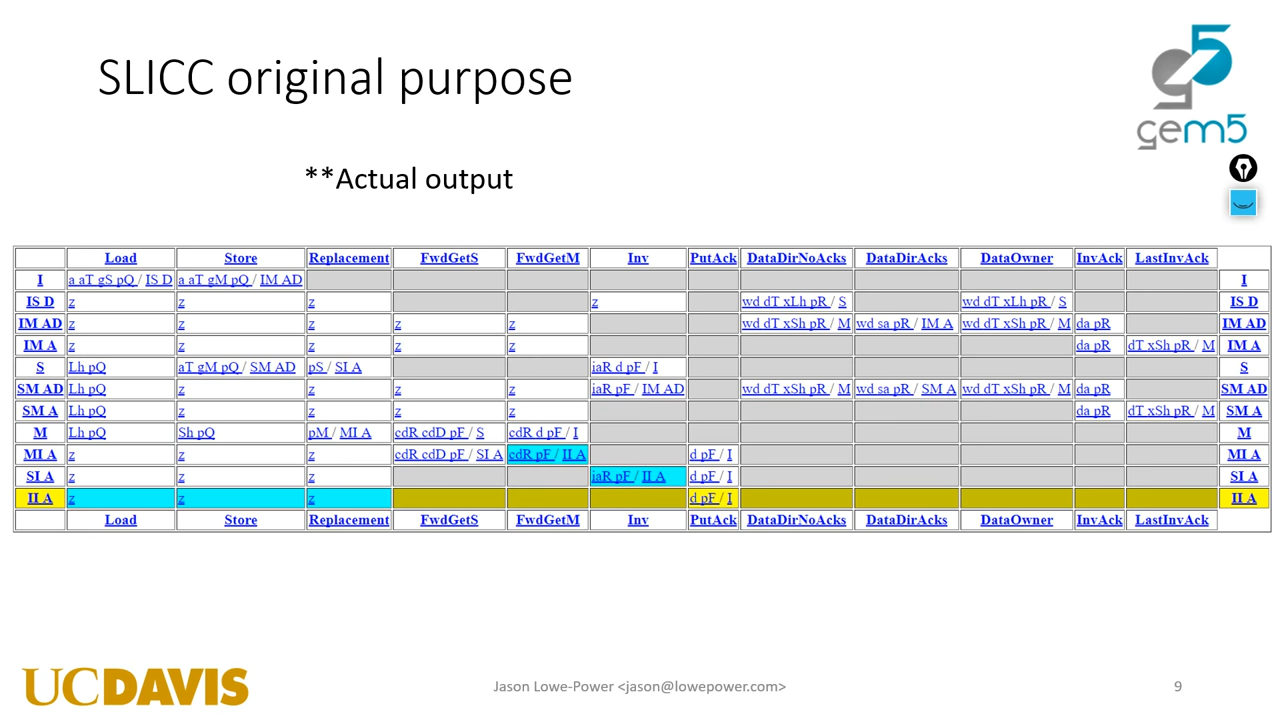 SLICC original purpose
gem5
**Actual output
Load Store Replacement FwdGetS FwdGetM Inv PutAck DataDirNoAcks DataDirAcks DataOwner InvAck LastInvAck
I a aT gS pQ / IS D a aT gM pQ / IM AD I
IS D z z z z wd dT xLh pR / S wd dT xLh pR / S IS D
IM AD z z z z z wd dT xSh pR / M wd sa pR / IM A wd dT xSh pR / M da pR IM AD
IM A z z z z z da pR dT xSh pR / M IM A
S Lh pQ aT gM pQ / SM AD pS / SI A iaR d pF / I S
SM AD Lh pQ z z z z iaR pF / IM AD wd dT xSh pR / M wd sa pR / SM A wd dT xSh pR / M da pR SM AD
SM A Lh pQ z z z z da pR dT xSh pR / M SM A
M Lh pQ Sh pQ pM / MI A cdR cdD pF / S cdR d pF / I M
MI A z z z cdR cdD pF / SI A cdR pF / II A d pF / I MI A
SI A z z z iaR pF / II A d pF / I SI A
II A z z z d pF / I II A
Load Store Replacement FwdGetS FwdGetM Inv PutAck DataDirNoAcks DataDirAcks DataOwner InvAck LastInvAck
UCDAVIS
Jason Lowe-Power <jason@lowepower.com>
9